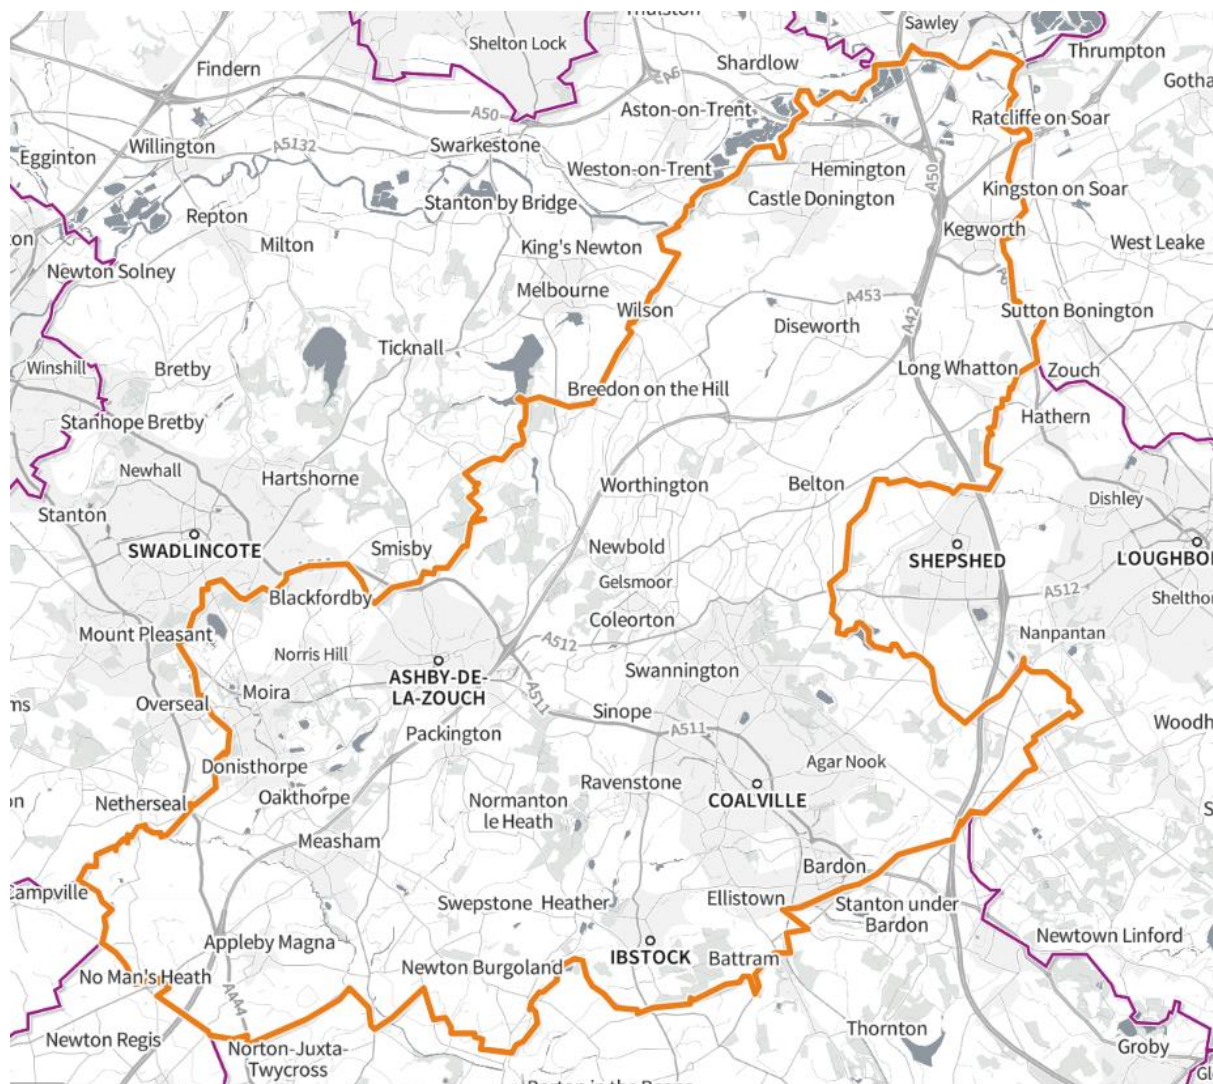 Sawley
Shelton Lock
Thrumpton
Findern
Shardlow
A50
Aston-on-Trent
Ratcliffe on Soar
A5132
Willington
Swarkestone
Egginton
Weston-on-Trent
Hemington
A50
Kingston on Soar
Castle Donington
Stanton by Bridge
Repton
Kegworth
West Leake
Milton
King's Newton
Newton Solney
Melbourne
A453
Wilson
Sutton Bonington
Diseworth
A42
Ticknall
Winshill
Bretby
Long Whatton
Zouch
Breedon on the Hill
Hathern
Stanhope Bretby
Newhall
Hartshorne
Worthington
Belton
Dishley
Stanton
SWADLINCOTE
Smisby
Newbold
SHEPSHED
Gelsmoor
A512
Blackfordby
Coleorton
A512
Mount Pleasant
Nanpantan
Norris Hill
Swannington
ASHBY-DE-
LA-ZOUCH
Moira
Overseal
A511
Sinope
A511
Packington
Agar Nook
Donisthorpe
Ravenstone
Oakthorpe
COALVILLE
Netherseal
Normanton
le Heath
Measham
Bardon
Campville
Ellistown
Stanton under
Bardon
Swepstone
Heather
Appleby Magna
Newtown Linford
IBSTOCK
Battram
Newton Burgoland
No Man's Heath
A444
Newton Regis
Thornton
Norton-Juxta-
Twycross
Groby